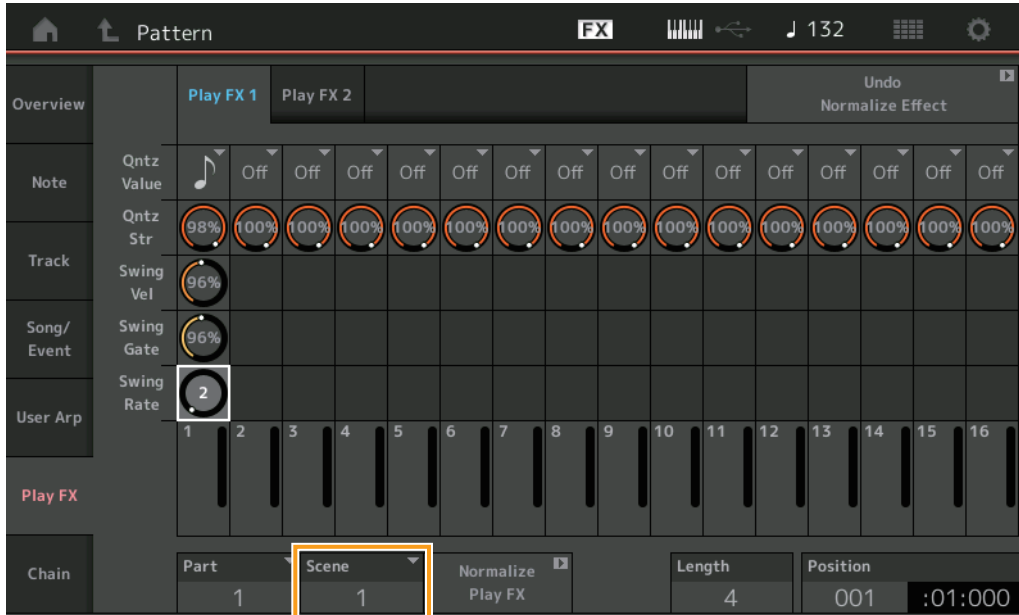 Pattern
FX
132
Play FX 1
Play FX 2
Undo
Normalize Effect
Overview
Note
Track
Song/
Event
User Arp
Play FX
Chain
Qntz
Value
Off Off Off Off Off Off Off Off Off Off Off Off Off Off Off
Qntz
Str
98% 100% 100% 100% 100% 100% 100% 100% 100% 100% 100% 100% 100% 100% 100% 100%
Swing
Vel
96%
Swing
Gate
96%
Swing
Rate
2
1 2 3 4 5 6 7 8 9 10 11 12 13 14 15 16
Part
1
Scene
1
Normalize
Play FX
Length
4
Position
001 :01:000